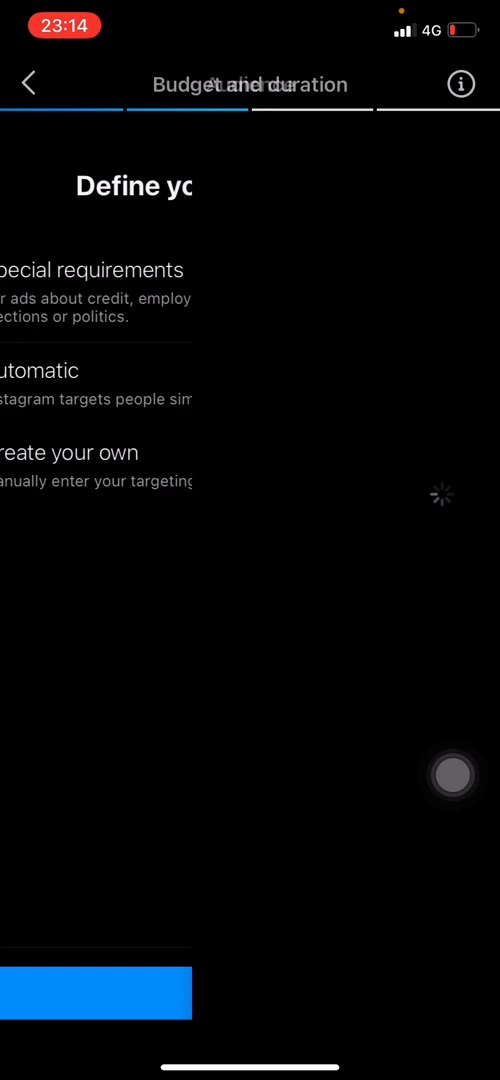 23:14
4G
Budget and duration
Define yo
pecial requirements
r ads about credit, employ
ections or politics.
utomatic
stagram targets people sim
reate your own
anually enter your targeting